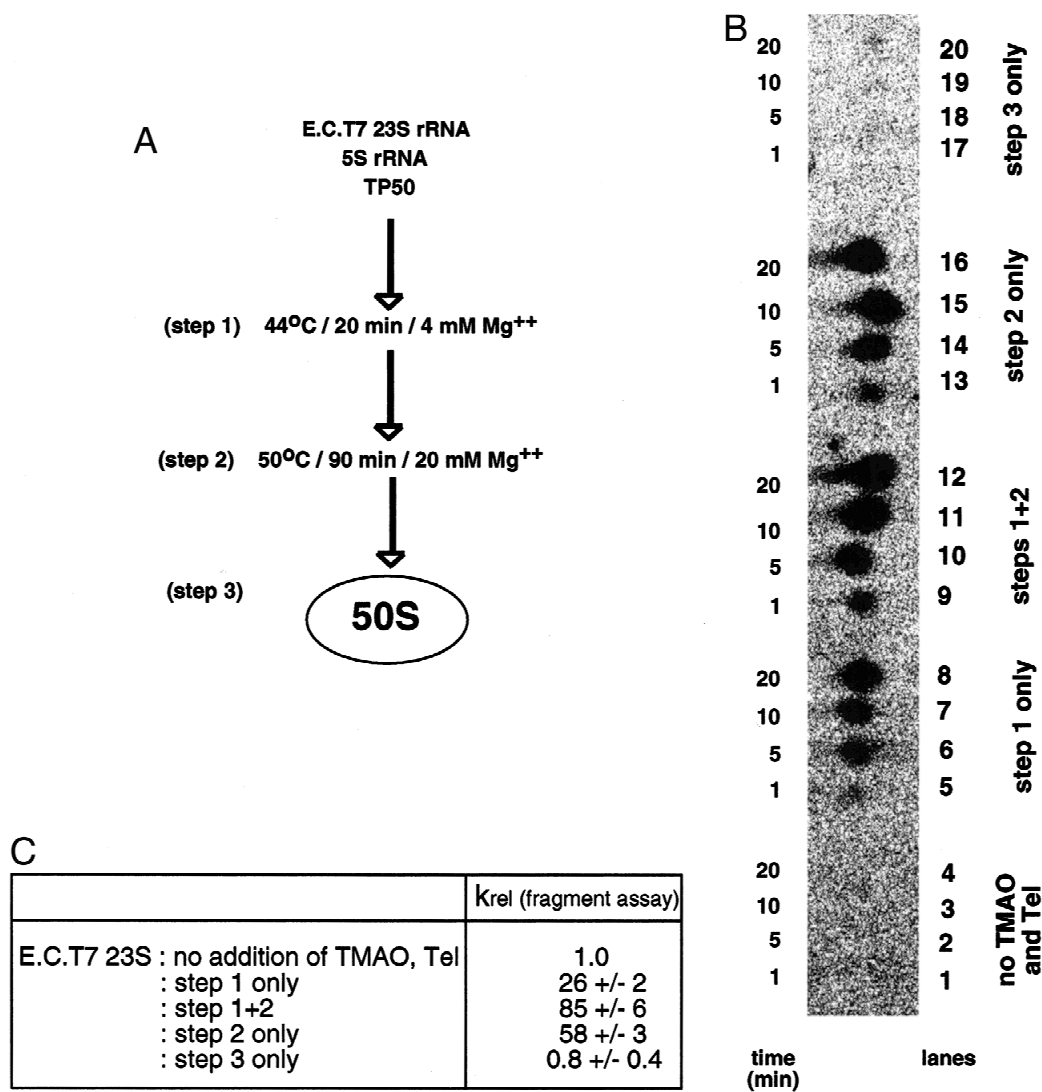 A
E.C.T7 23S rRNA
5S rRNA
TP50
(step 1) 44°C / 20 min / 4 mM Mg++
(step 2) 50°C / 90 min / 20 mM Mg++
(step 3)
50S
B
20 20
10 19
5 18
1 17
step 3 only
20 16
10 15
5 14
1 13
step 2 only
20 12
10 11
5 10
1 9
steps 1+2
20 8
10 7
5 6
1 5
step 1 only
20 4
10 3
5 2
1 1
no TMAO
and Tel
time
(min)
lanes
C
krel (fragment assay)
E.C.T7 23S : no addition of TMAO, Tel 1.0
: step 1 only 26 +/- 2
: step 1+2 85 +/- 6
: step 2 only 58 +/- 3
: step 3 only 0.8 +/- 0.4